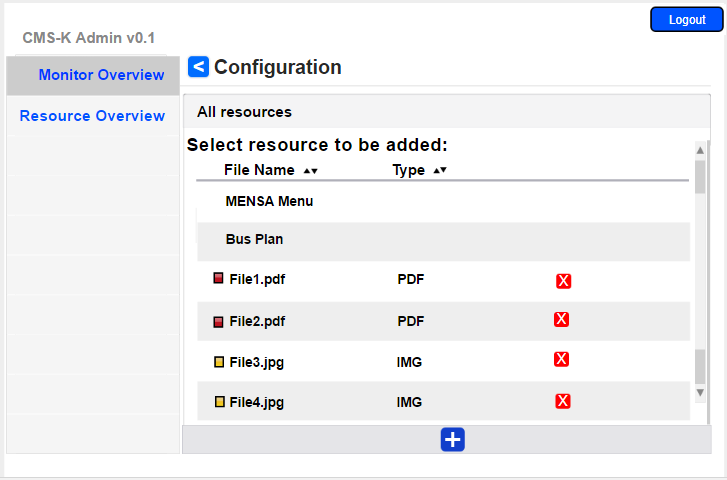 Logout
CMS-K Admin v0.1
Monitor Overview
< Configuration
Resource Overview
All resources
Select resource to be added:
File Name ▲▼ Type ▲▼
MENSA Menu
Bus Plan
File1.pdf PDF X
File2.pdf PDF X
File3.jpg IMG X
File4.jpg IMG X
+